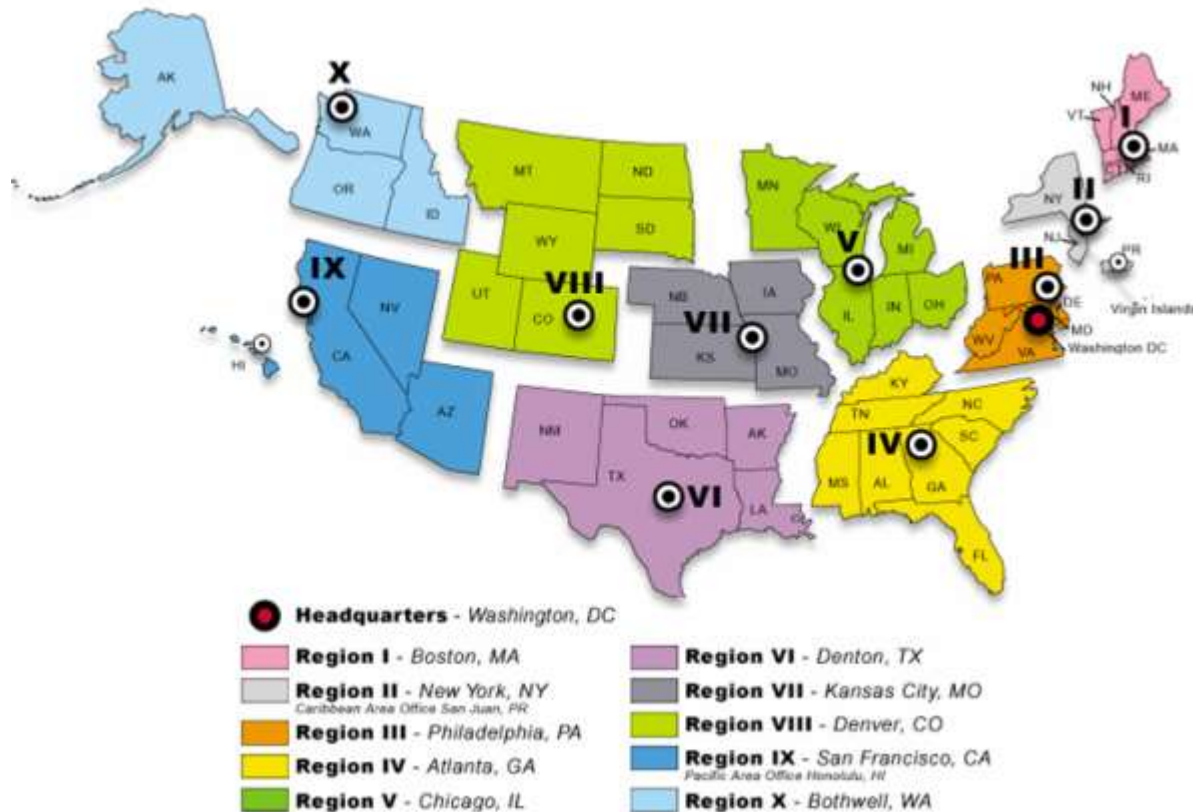 X
AK
WA
NH
ME
I
VT
MA
RI
OR
ID
MT
ND
MN
NY
II
WY
SD
WI
V
MI
NJ
PR
IX
NV
UT
VIII
CO
NB
IA
VII
IL
IN
OH
III
PA
DE
Virgin Islands
MD
Washington DC
WV
VA
HI
CA
AZ
KS
MO
KY
NM
OK
AK
TN
NC
IV
SC
TX
VI
LA
MS
AL
GA
FL
Headquarters - Washington, DC
Region I - Boston, MA
Region II - New York, NY
Caribbean Area Office San Juan, PR
Region III - Philadelphia, PA
Region IV - Atlanta, GA
Region V - Chicago, IL
Region VI - Denton, TX
Region VII - Kansas City, MO
Region VIII - Denver, CO
Region IX - San Francisco, CA
Pacific Area Office Honolulu, HI
Region X - Bothwell, WA